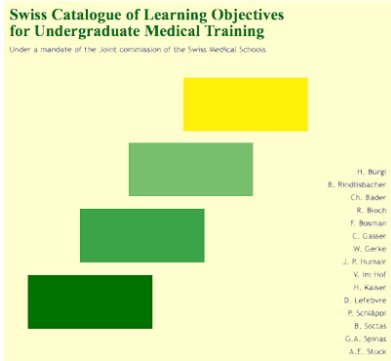 Swiss Catalogue of Learning Objectives
for Undergraduate Medical Training
Under a mandate of the Joint commission of the Swiss Medical Schools
H. Bürgi
B. Rindlisbacher
Ch. Bader
R. Bloch
F. Bosman
C. Gasser
W. Gerke
J. P. Humair
V. Im Hof
H. Kaiser
D. Lefebvre
P. Schläppi
B. Sottas
G.A. Spinas
A.E. Stuck